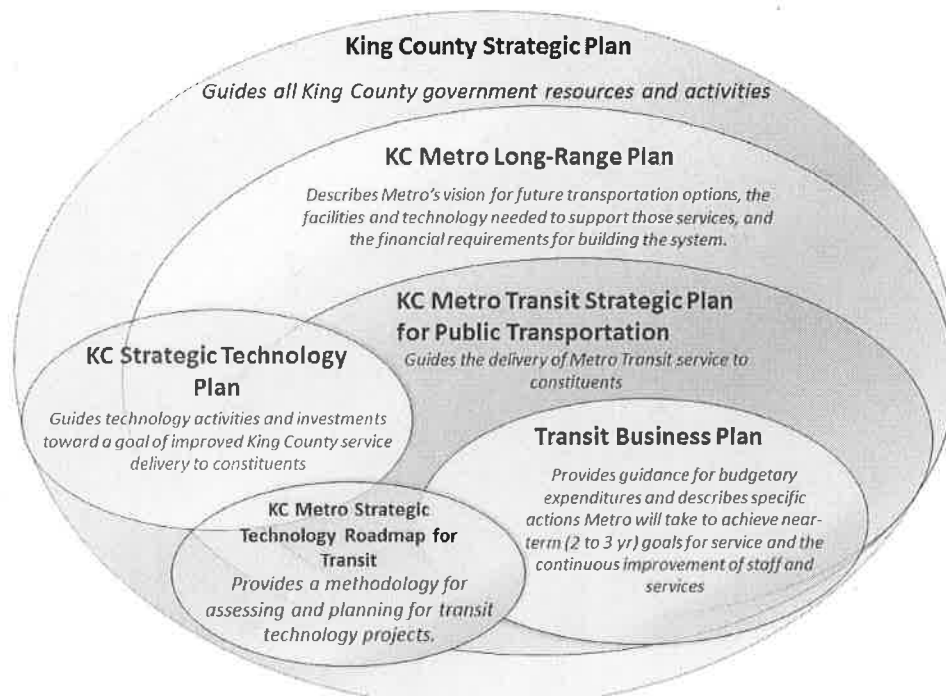 King County Strategic Plan
Guides all King County government resources and activities
KC Metro Long-Range Plan
Describes Metro's vision for future transportation options, the
facilities and technology needed to support those services, and
the financial requirements for building the system.
KC Metro Transit Strategic Plan
for Public Transportation
Guides the delivery of Metro Transit service to
constituents
KC Strategic Technology
Plan
Guides technology activities and investments
toward a goal of improved King County service
delivery to constituents
Transit Business Plan
Provides guidance for budgetary
expenditures and describes specific
actions Metro will take to achieve near-
term (2 to 3 yr) goals for service and the
continuous improvement of staff and
services
KC Metro Strategic
Technology Roadmap for
Transit
Provides a methodology for
assessing and planning for transit
technology projects.